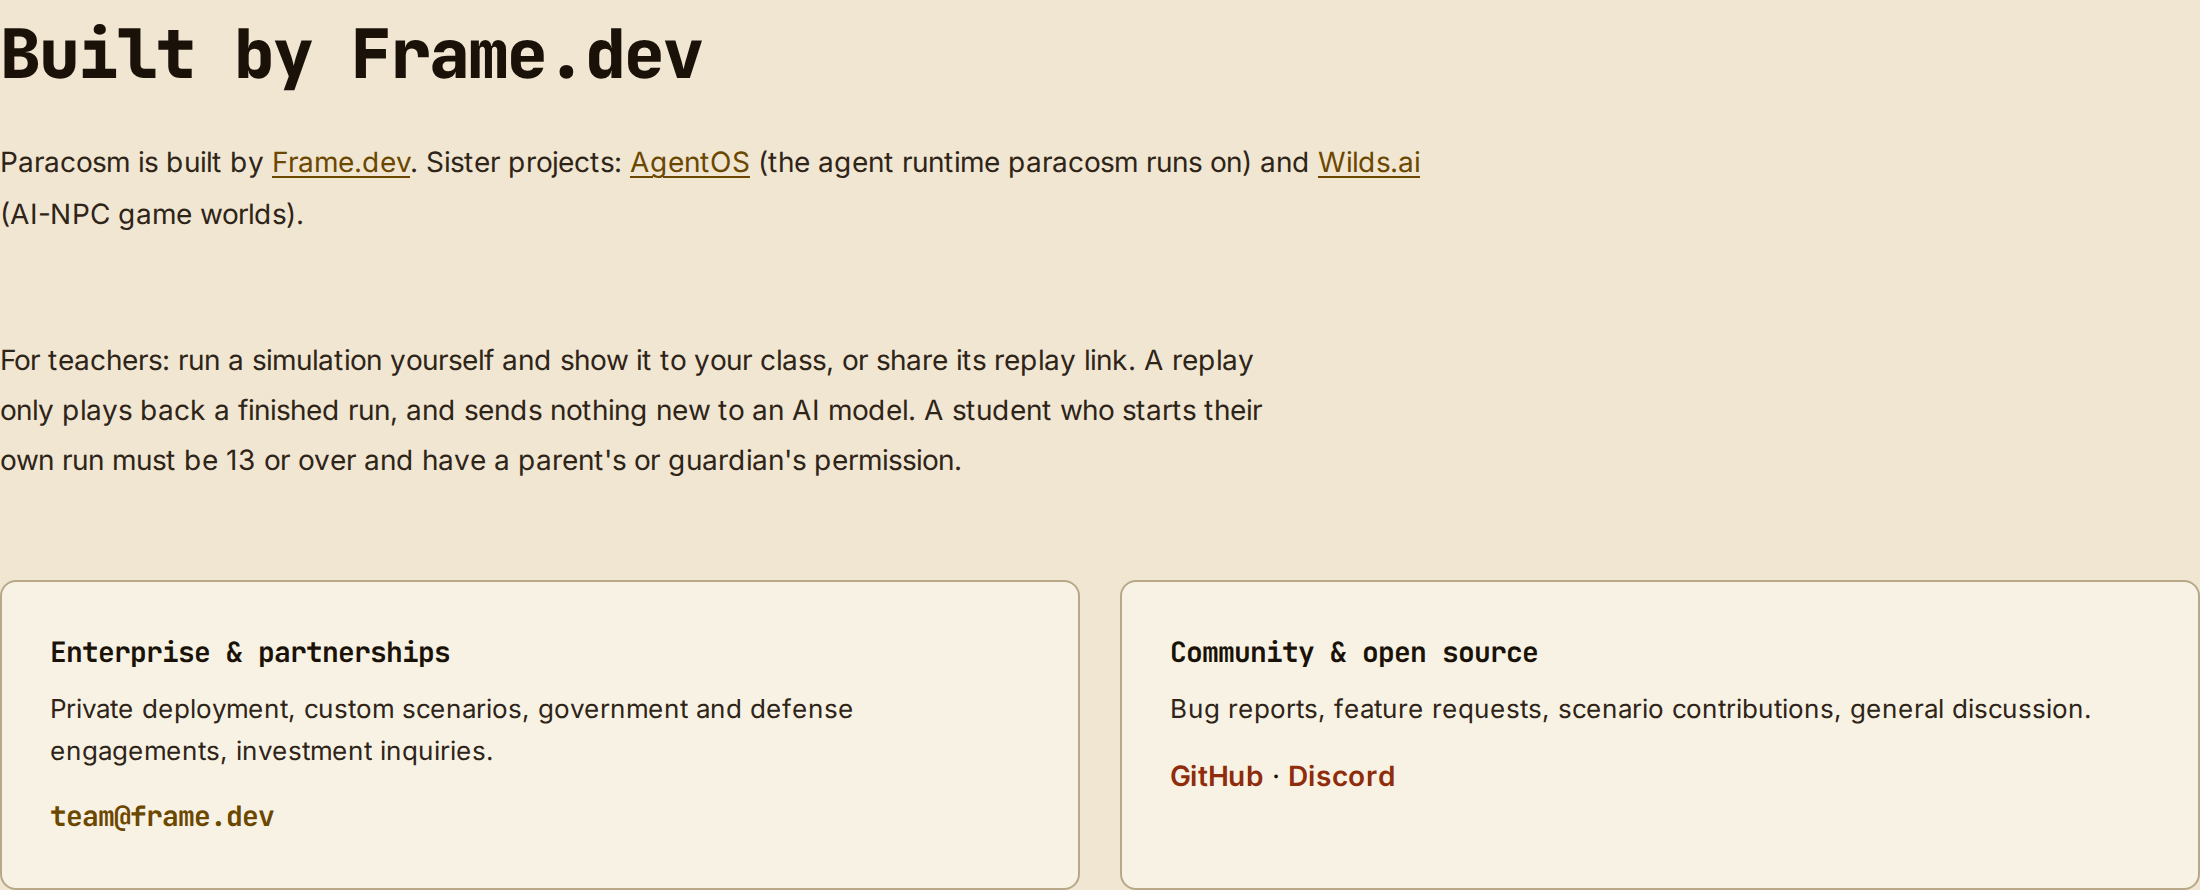 Built by Frame.dev
Paracosm is built by Frame.dev. Sister projects: AgentOS (the agent runtime paracosm runs on) and Wilds.ai
(AI-NPC game worlds).
For teachers: run a simulation yourself and show it to your class, or share its replay link. A replay
only plays back a finished run, and sends nothing new to an AI model. A student who starts their
own run must be 13 or over and have a parent's or guardian's permission.
Enterprise & partnerships
Private deployment, custom scenarios, government and defense
engagements, investment inquiries.
team@frame.dev
Community & open source
Bug reports, feature requests, scenario contributions, general discussion.
GitHub · Discord